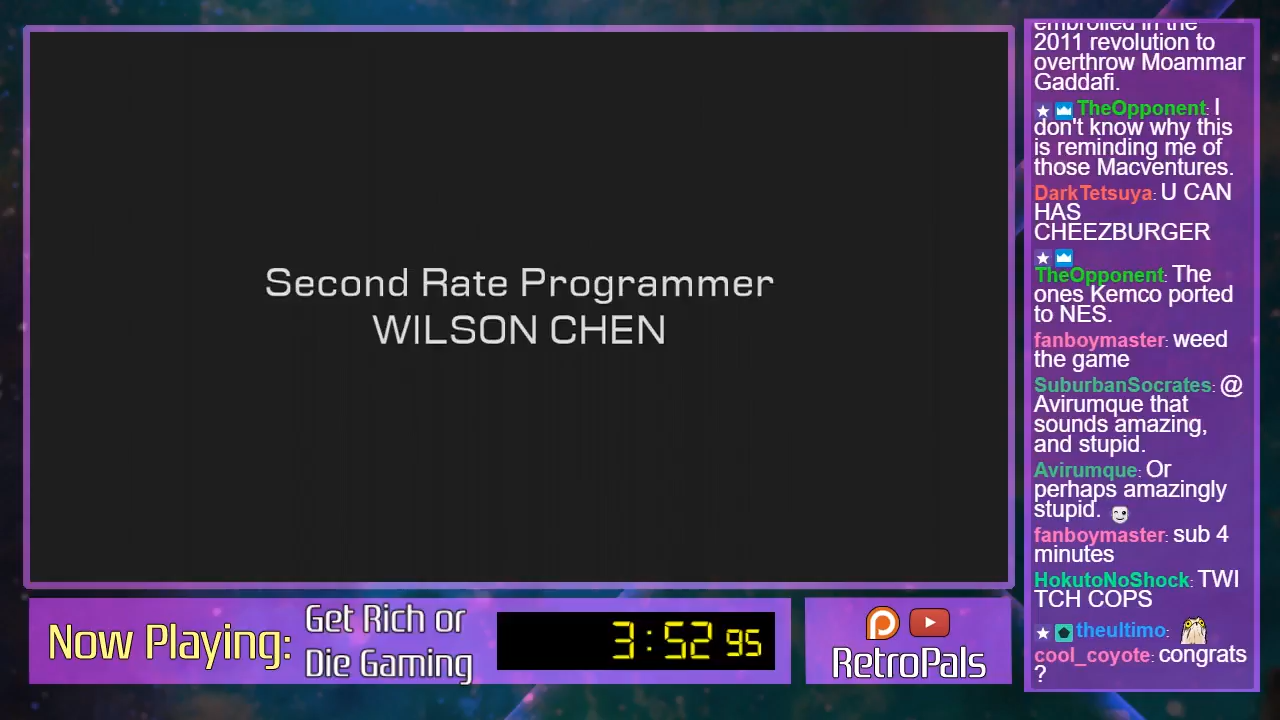 Second Rate Programmer
WILSON CHEN
Now Playing:
Get Rich or
Die Gaming
3:52 95
RetroPals
embroiled in the
2011 revolution to
overthrow Moammar
Gaddafi.
TheOpponent: I
don't know why this
is reminding me of
those Macventures.
DarkTetsuya: U CAN
HAS
CHEEZBURGER
TheOpponent: The
ones Kemco ported
to NES.
fanboymaster: weed
the game
SuburbanSocrates: @
Avirumque that
sounds amazing,
and stupid.
Avirumque: Or
perhaps amazingly
stupid.
fanboymaster: sub 4
minutes
HokutoNoShock: TWI
TCH COPS
theultimo:
cool_coyote: congrats
?